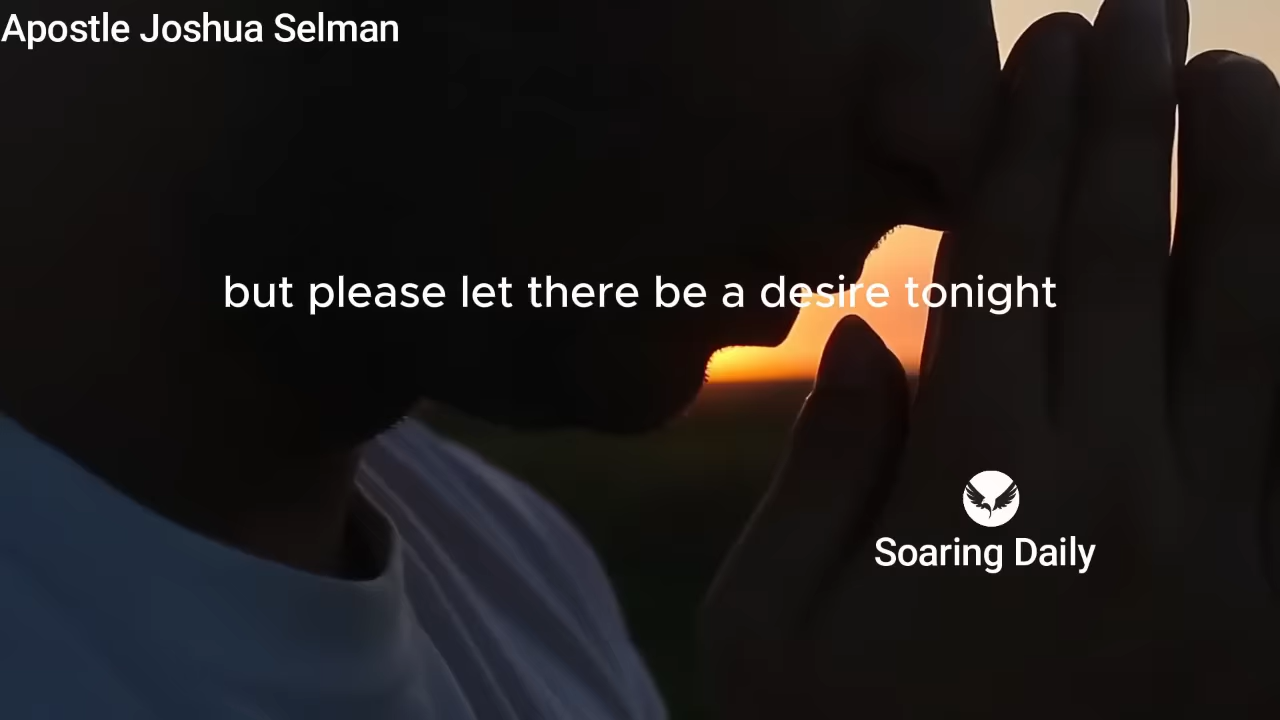 Apostle Joshua Selman
but please let there be a desire tonight
Soaring Daily